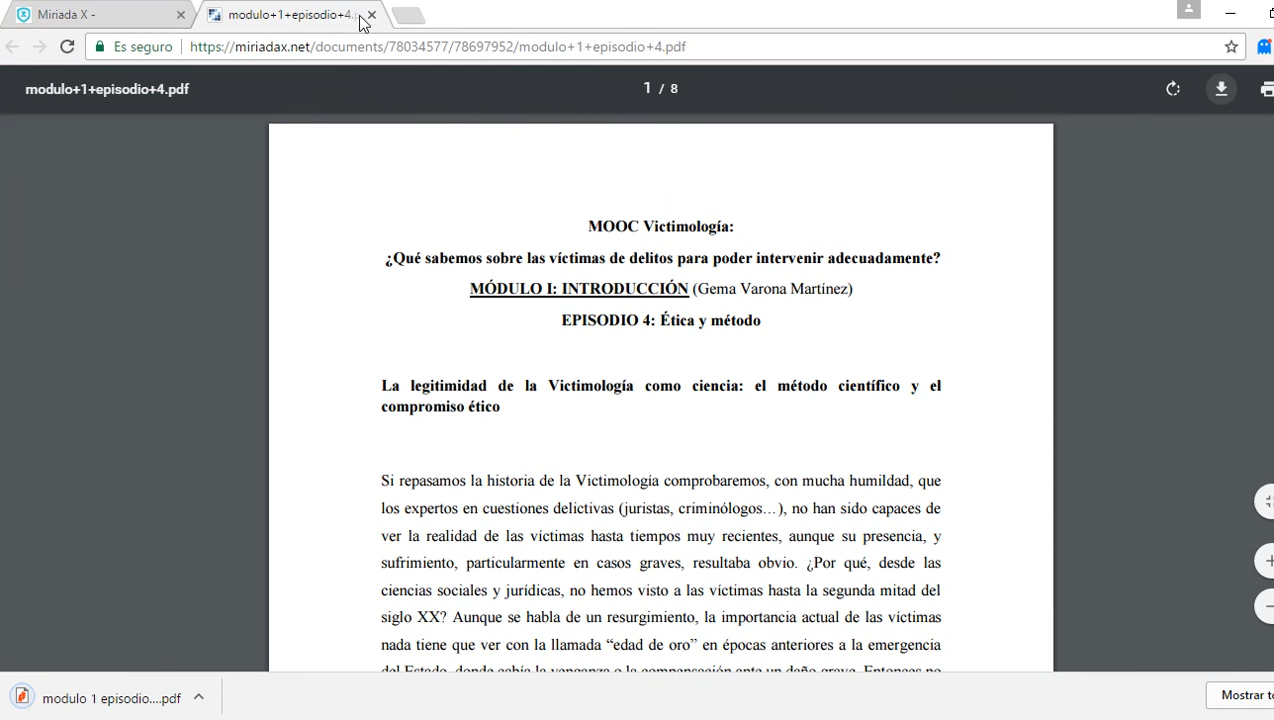 Miriada X -
modulo+1+episodio+4.
Es seguro
https://miriadax.net/documents/78034577/78697952/modulo+1+episodio+4.pdf
modulo+1+episodio+4.pdf
1 / 8
MOOC Victimología:
¿Qué sabemos sobre las víctimas de delitos para poder intervenir adecuadamente?
MÓDULO I: INTRODUCCIÓN (Gema Varona Martínez)
EPISODIO 4: Ética y método
La legitimidad de la Victimología como ciencia: el método científico y el
compromiso ético
Si repasamos la historia de la Victimología comprobaremos, con mucha humildad, que
los expertos en cuestiones delictivas (juristas, criminólogos…), no han sido capaces de
ver la realidad de las víctimas hasta tiempos muy recientes, aunque su presencia, y
sufrimiento, particularmente en casos graves, resultaba obvio. ¿Por qué, desde las
ciencias sociales y jurídicas, no hemos visto a las víctimas hasta la segunda mitad del
siglo XX? Aunque se habla de un resurgimiento, la importancia actual de las víctimas
nada tiene que ver con la llamada “edad de oro” en épocas anteriores a la emergencia
del Estado, donde cabía la venganza o la compensación ante un daño grave. Entonces no
modulo 1 episodio....pdf
Mostrar to